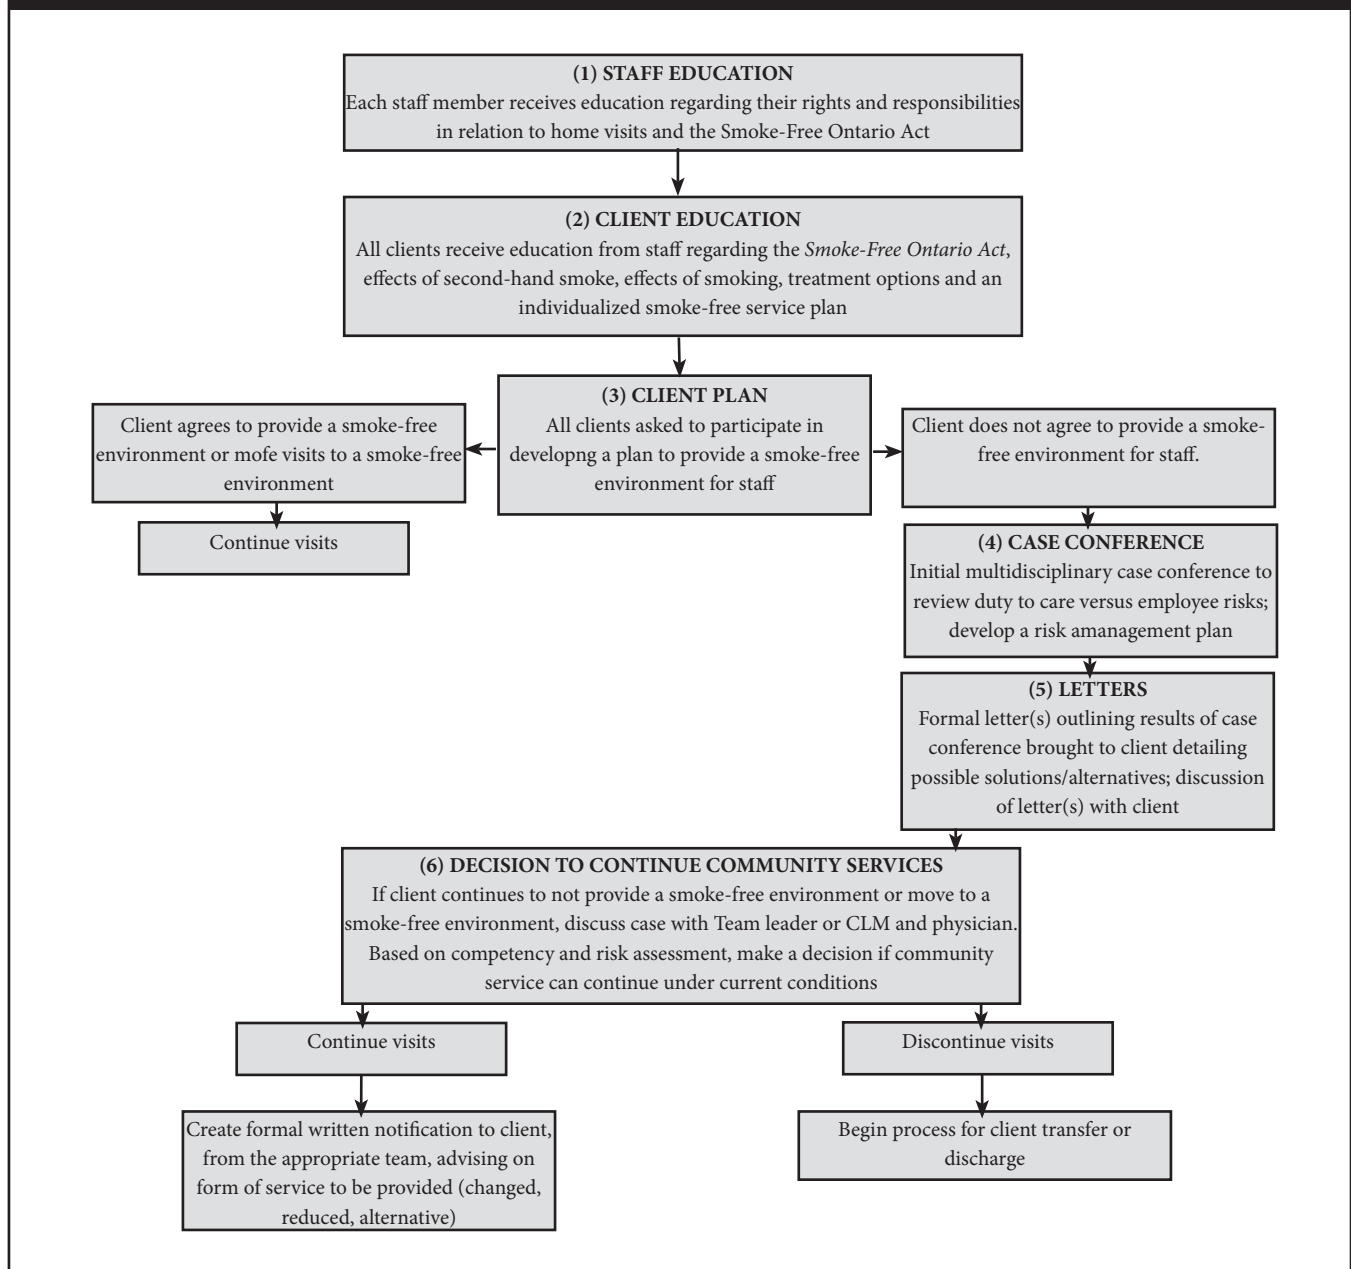 (1) STAFF EDUCATION
Each staff member receives education regarding their rights and responsibilities
in relation to home visits and the Smoke-Free Ontario Act
(2) CLIENT EDUCATION
All clients receive education from staff regarding the Smoke-Free Ontario Act,
effects of second-hand smoke, effects of smoking, treatment options and an
individualized smoke-free service plan
(3) CLIENT PLAN
All clients asked to participate in
developng a plan to provide a smoke-free
environment for staff
Client agrees to provide a smoke-free
environment or mofe visits to a smoke-free
environment
Continue visits
Client does not agree to provide a smoke-
free environment for staff.
(4) CASE CONFERENCE
Initial multidisciplinary case conference to
review duty to care versus employee risks;
develop a risk amanagement plan
(5) LETTERS
Formal letter(s) outlining results of case
conference brought to client detailing
possible solutions/alternatives; discussion
of letter(s) with client
(6) DECISION TO CONTINUE COMMUNITY SERVICES
If client continues to not provide a smoke-free environment or move to a
smoke-free environment, discuss case with Team leader or CLM and physician.
Based on competency and risk assessment, make a decision if community
service can continue under current conditions
Continue visits
Create formal written notification to client,
from the appropriate team, advising on
form of service to be provided (changed,
reduced, alternative)
Discontinue visits
Begin process for client transfer or
discharge